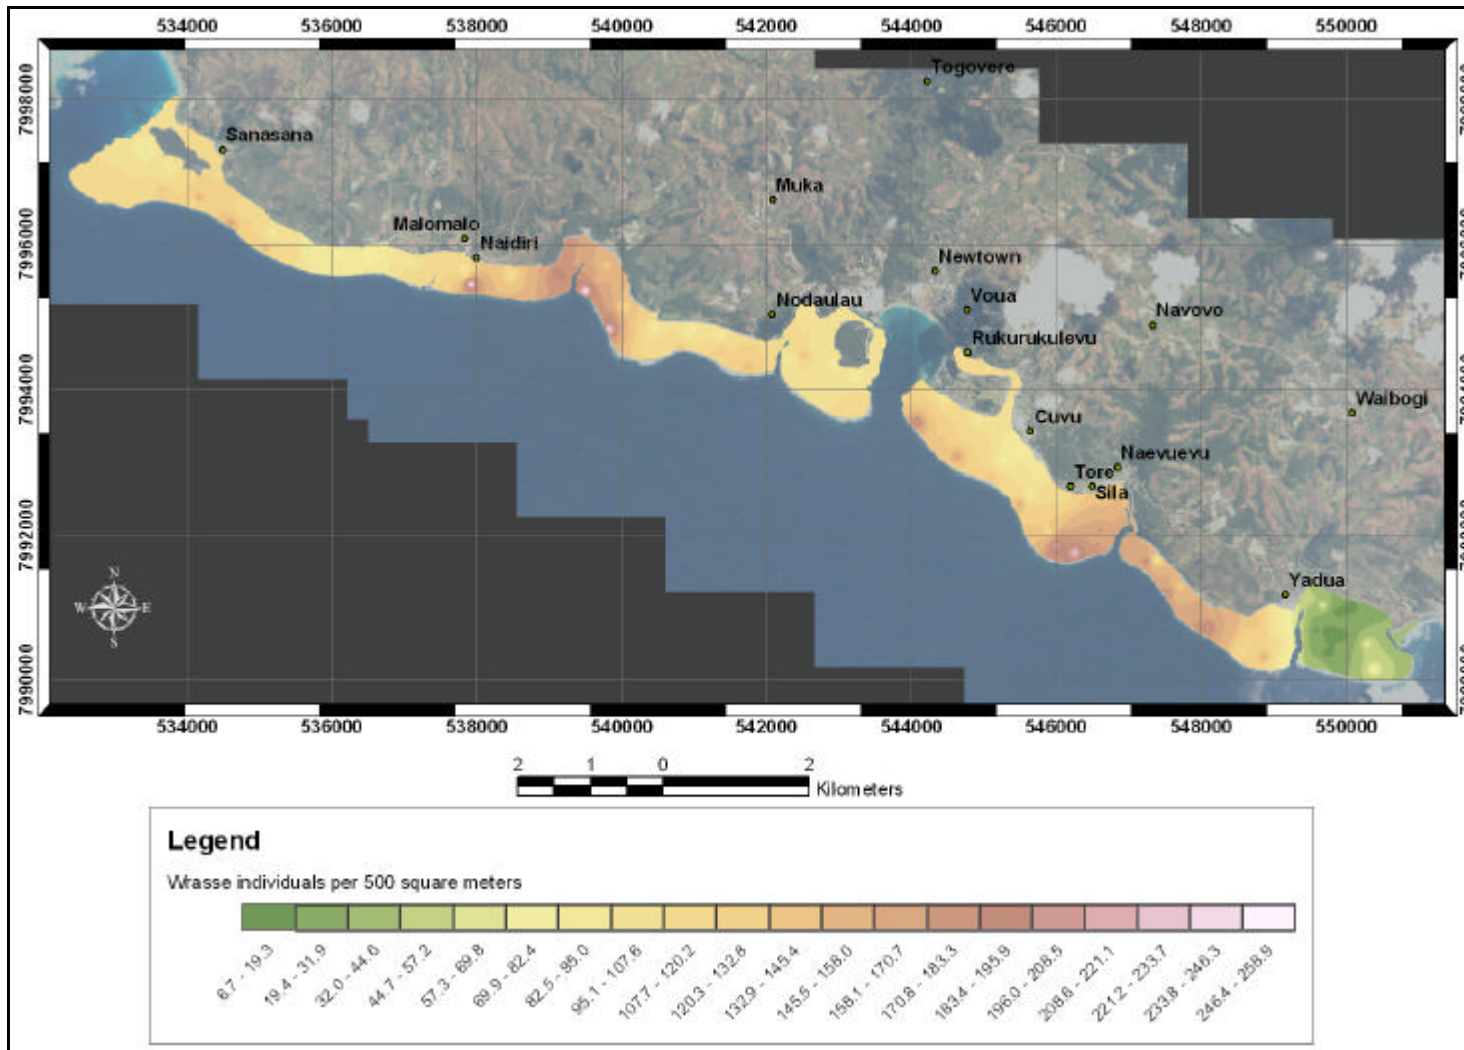 534000 536000 538000 540000 542000 544000 546000 548000 550000
7998000
7996000
7994000
7992000
7990000
Togovere
Sanasana
Muka
Malomalo
Naidiri
Newtown
Nodaulau
Voua
Navovo
Rukurukulevu
Waibogi
Cuvu
Naevuevu
Tore
Sila
Yadua
N
W E
S
534000 536000 538000 540000 542000 544000 546000 548000 550000
2 1 0 2
Kilometers
Legend
Wrasse individuals per 500 square meters
6.7 - 19.3
19.4 - 31.9
32.0 - 44.6
44.7 - 57.2
57.3 - 69.8
69.9 - 82.4
82.5 - 95.0
95.1 - 107.6
107.7 - 120.2
120.3 - 132.8
132.9 - 145.4
145.5 - 158.0
158.1 - 170.7
170.8 - 183.3
183.4 - 195.9
196.0 - 208.5
208.6 - 221.1
221.2 - 233.7
233.8 - 246.3
246.4 - 258.9